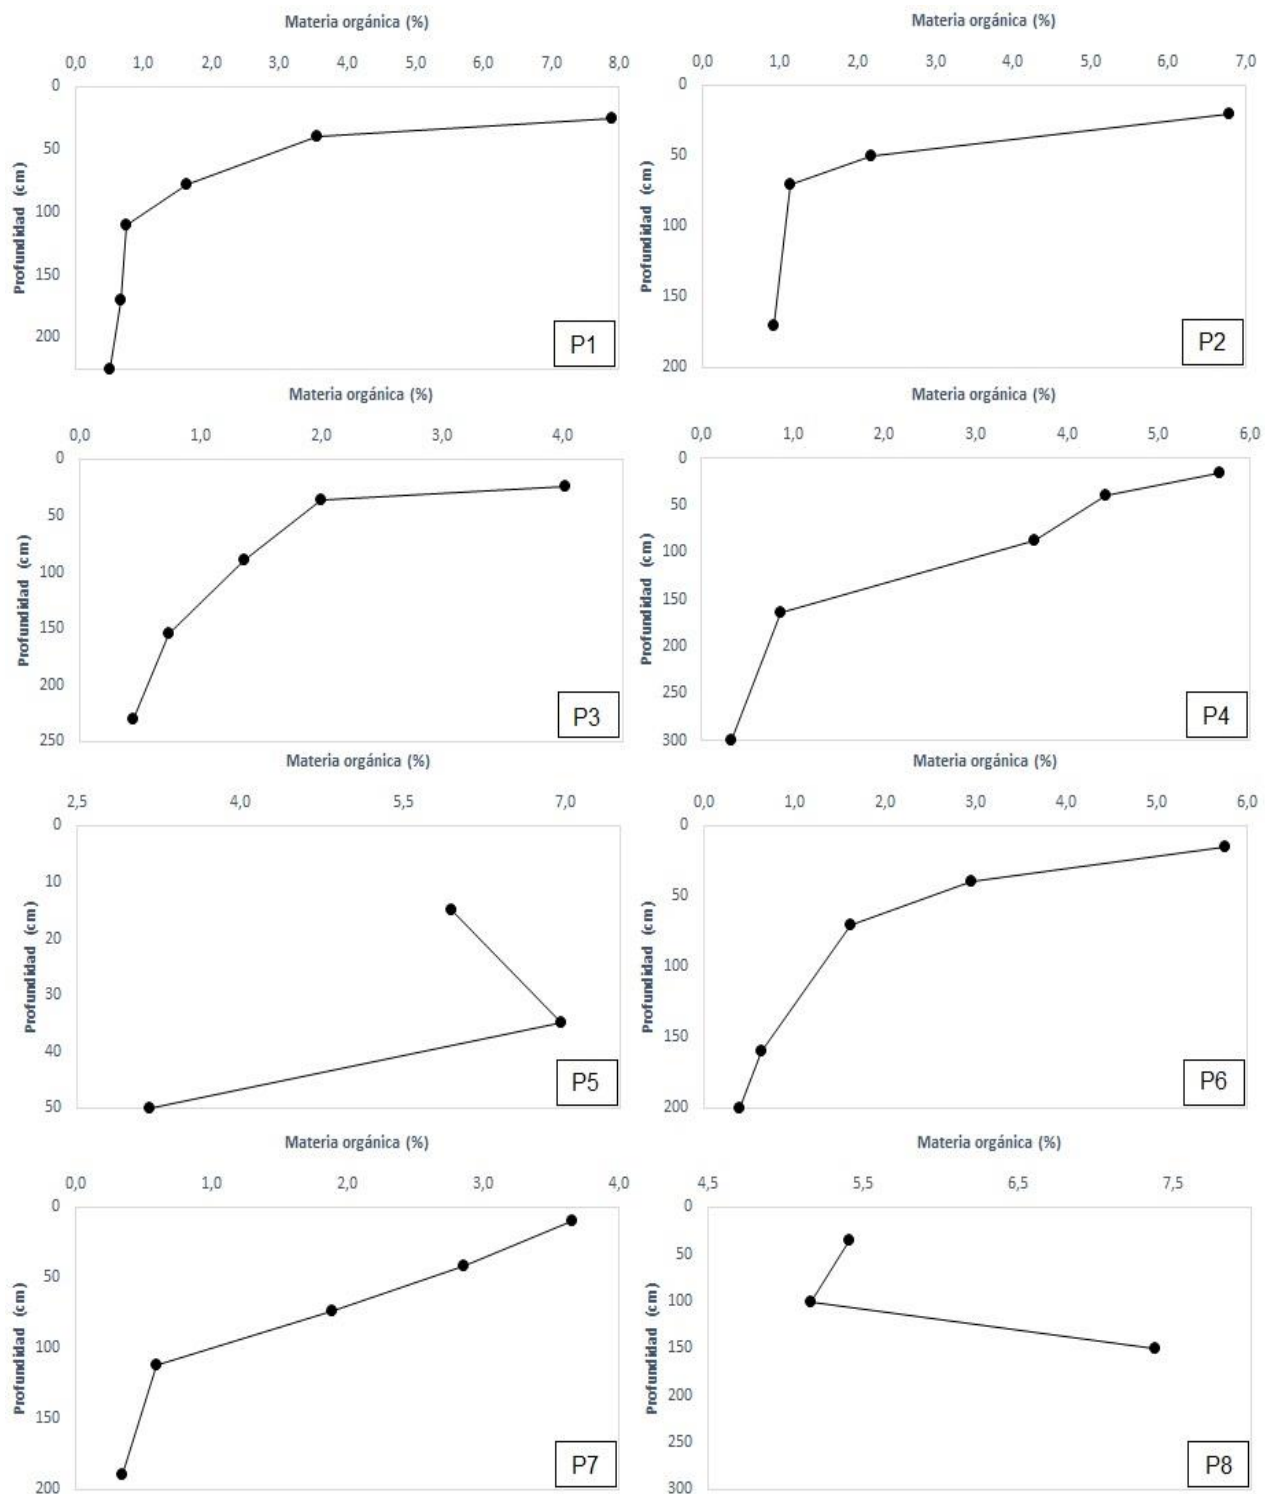 Materia orgánica (%)
0,0 1,0 2,0 3,0 4,0 5,0 6,0 7,0 8,0
0
50
100
150
200
Profundidad (cm)
P1
Materia orgánica (%)
0,0 1,0 2,0 3,0 4,0 5,0 6,0 7,0
0
50
100
150
200
Profundidad (cm)
P2
Materia orgánica (%)
0,0 1,0 2,0 3,0 4,0
0
50
100
150
200
250
Profundidad (cm)
P3
Materia orgánica (%)
0,0 1,0 2,0 3,0 4,0 5,0 6,0
0
50
100
150
200
250
300
Profundidad (cm)
P4
Materia orgánica (%)
2,5 4,0 5,5 7,0
0
10
20
30
40
50
Profundidad (cm)
P5
Materia orgánica (%)
0,0 1,0 2,0 3,0 4,0 5,0 6,0
0
50
100
150
200
Profundidad (cm)
P6
Materia orgánica (%)
0,0 1,0 2,0 3,0 4,0
0
50
100
150
200
Profundidad (cm)
P7
Materia orgánica (%)
4,5 5,5 6,5 7,5
0
50
100
150
200
250
300
Profundidad (cm)
P8